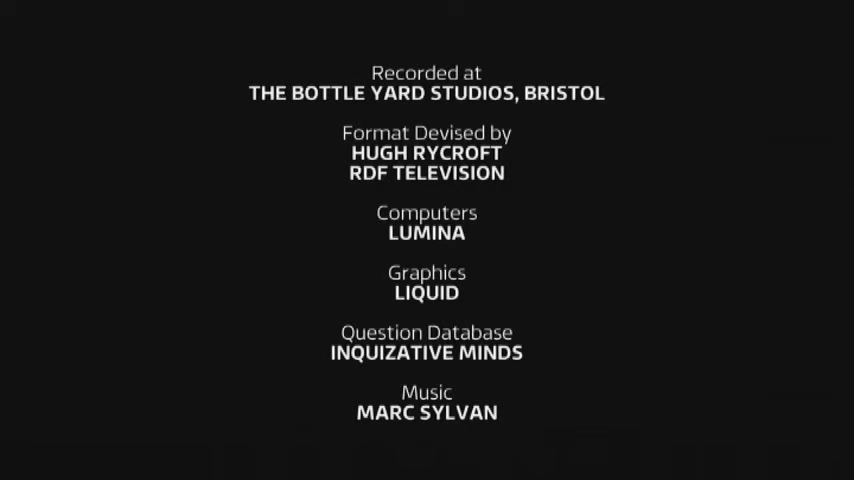 Recorded at
THE BOTTLE YARD STUDIOS, BRISTOL
Format Devised by
HUGH RYCROFT
RDF TELEVISION
Computers
LUMINA
Graphics
LIQUID
Question Database
INQUIZATIVE MINDS
Music
MARC SYLVAN